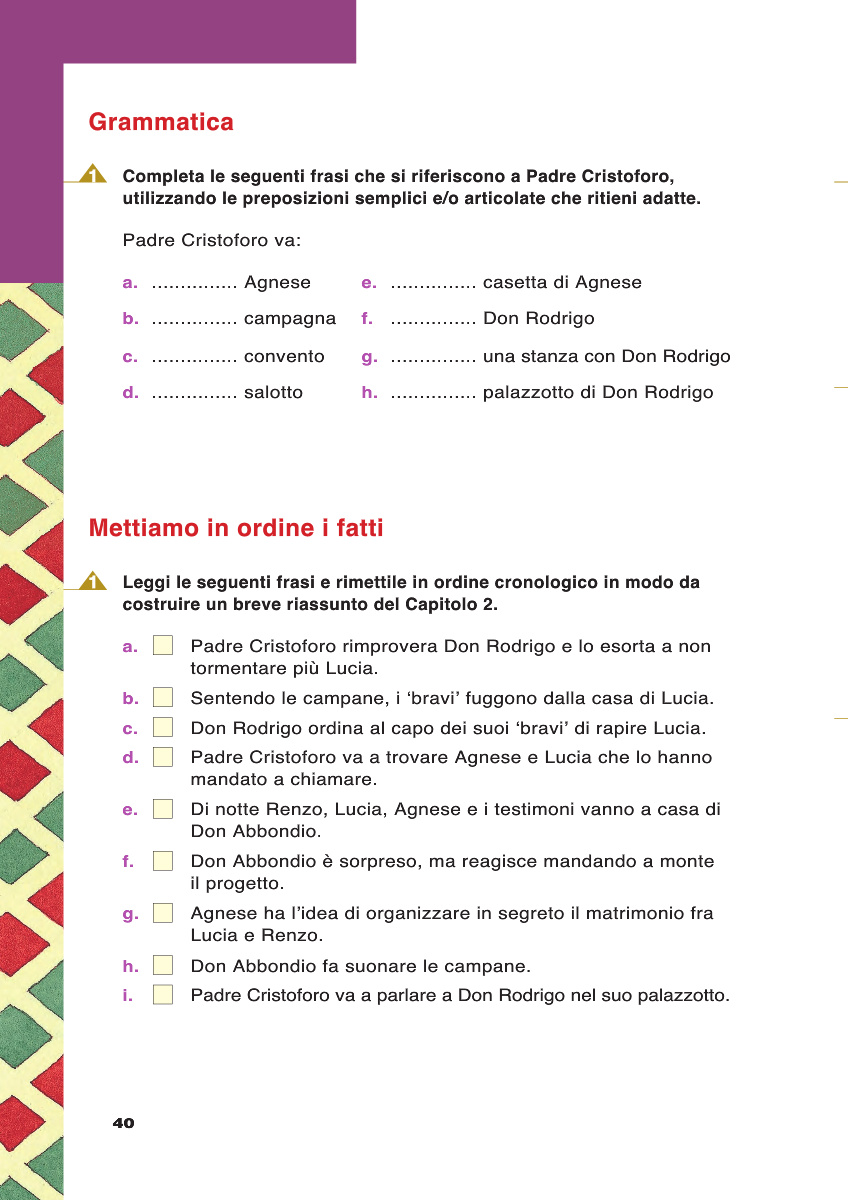 Grammatica
1
Completa le seguenti frasi che si riferiscono a Padre Cristoforo,
utilizzando le preposizioni semplici e/o articolate che ritieni adatte.
Padre Cristoforo va:
a. ............... Agnese
e. ............... casetta di Agnese
b. ............... campagna
f. ............... Don Rodrigo
c. ............... convento
g. ............... una stanza con Don Rodrigo
d. ............... salotto
h. ............... palazzotto di Don Rodrigo
Mettiamo in ordine i fatti
1
Leggi le seguenti frasi e rimettile in ordine cronologico in modo da
costruire un breve riassunto del Capitolo 2.
a. Padre Cristoforo rimprovera Don Rodrigo e lo esorta a non
tormentare più Lucia.
b. Sentendo le campane, i ‘bravi’ fuggono dalla casa di Lucia.
c. Don Rodrigo ordina al capo dei suoi ‘bravi’ di rapire Lucia.
d. Padre Cristoforo va a trovare Agnese e Lucia che lo hanno
mandato a chiamare.
e. Di notte Renzo, Lucia, Agnese e i testimoni vanno a casa di
Don Abbondio.
f. Don Abbondio è sorpreso, ma reagisce mandando a monte
il progetto.
g. Agnese ha l’idea di organizzare in segreto il matrimonio fra
Lucia e Renzo.
h. Don Abbondio fa suonare le campane.
i. Padre Cristoforo va a parlare a Don Rodrigo nel suo palazzotto.
40